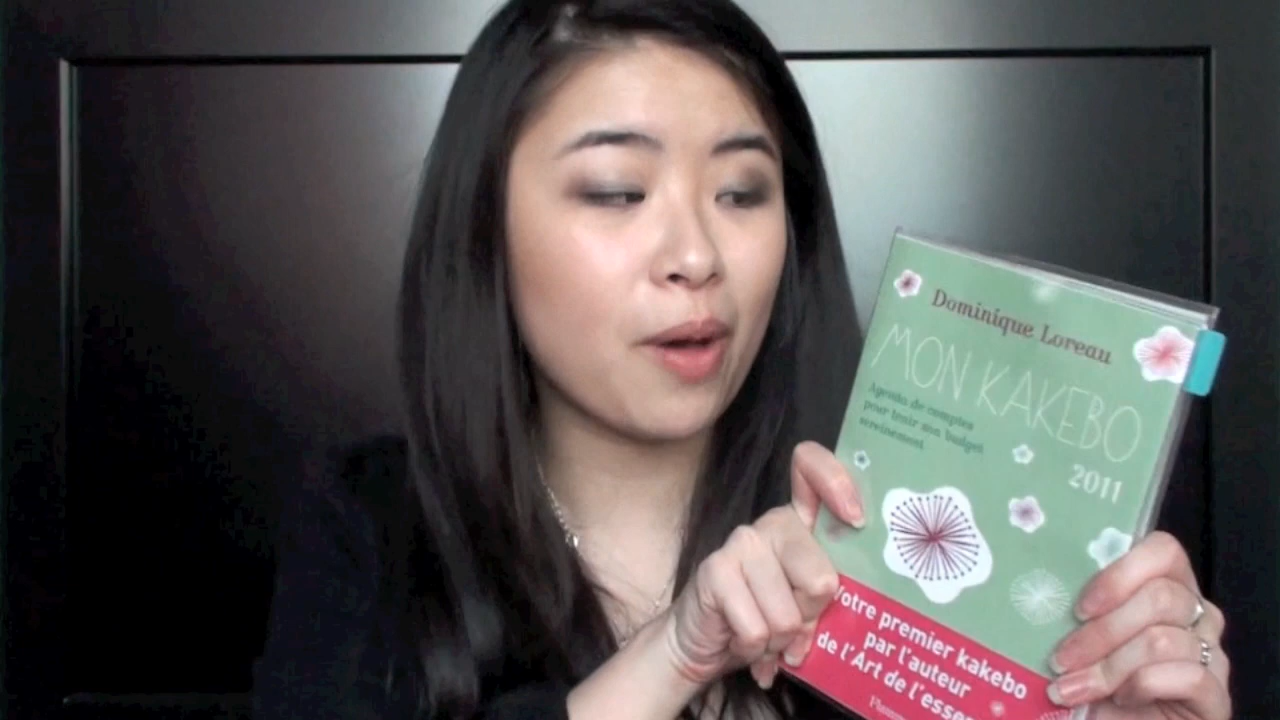 Dominique Loreau
MON KAKEBO
Agenda de comptes
pour tenir son budget
sereinement
2011
Votre premier kakebo
par l'auteur
de l'Art de